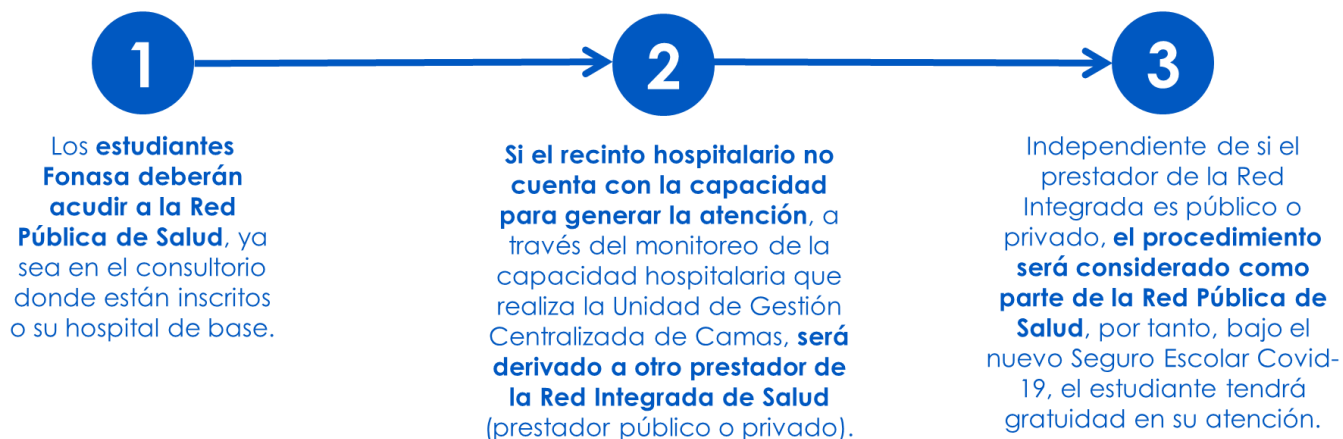 1
Los estudiantes
Fonasa deberán
acudir a la Red
Pública de Salud, ya
sea en el consultorio
donde están inscritos
o su hospital de base.
2
Si el recinto hospitalario no
cuenta con la capacidad
para generar la atención, a
través del monitoreo de la
capacidad hospitalaria que
realiza la Unidad de Gestión
Centralizada de Camas, será
derivado a otro prestador de
la Red Integrada de Salud
(prestador público o privado).
3
Independiente de si el
prestador de la Red
Integrada es público o
privado, el procedimiento
será considerado como
parte de la Red Pública de
Salud, por tanto, bajo el
nuevo Seguro Escolar Covid-
19, el estudiante tendrá
gratuidad en su atención.